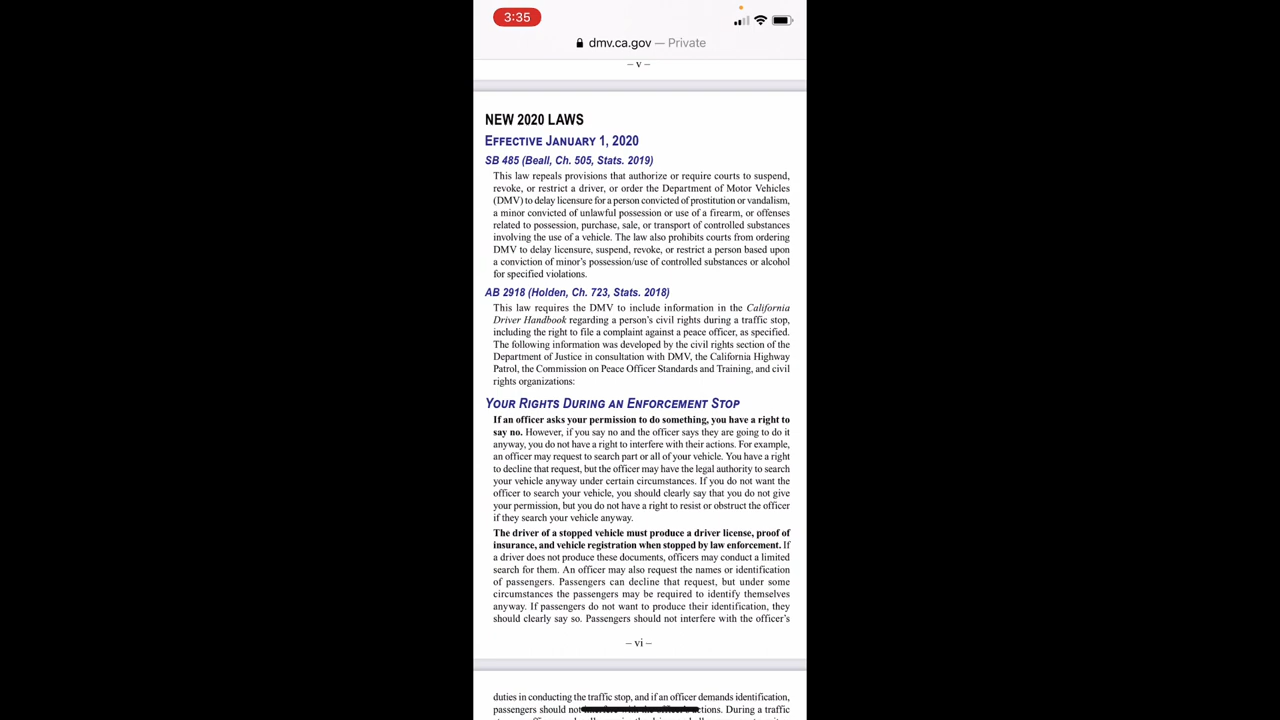 3:35
dmv.ca.gov — Private
– v –
NEW 2020 LAWS
EFFECTIVE JANUARY 1, 2020
SB 485 (Beall, Ch. 505, Stats. 2019)
This law repeals provisions that authorize or require courts to suspend,
revoke, or restrict a driver, or order the Department of Motor Vehicles
(DMV) to delay licensure for a person convicted of prostitution or vandalism,
a minor convicted of unlawful possession or use of a firearm, or offenses
related to possession, purchase, sale, or transport of controlled substances
involving the use of a vehicle. The law also prohibits courts from ordering
DMV to delay licensure, suspend, revoke, or restrict a person based upon
a conviction of minor's possession/use of controlled substances or alcohol
for specified violations.
AB 2918 (Holden, Ch. 723, Stats. 2018)
This law requires the DMV to include information in the California
Driver Handbook regarding a person's civil rights during a traffic stop,
including the right to file a complaint against a peace officer, as specified.
The following information was developed by the civil rights section of the
Department of Justice in consultation with DMV, the California Highway
Patrol, the Commission on Peace Officer Standards and Training, and civil
rights organizations:
YOUR RIGHTS DURING AN ENFORCEMENT STOP
If an officer asks your permission to do something, you have a right to
say no. However, if you say no and the officer says they are going to do it
anyway, you do not have a right to interfere with their actions. For example,
an officer may request to search part or all of your vehicle. You have a right
to decline that request, but the officer may have the legal authority to search
your vehicle anyway under certain circumstances. If you do not want the
officer to search your vehicle, you should clearly say that you do not give
your permission, but you do not have a right to resist or obstruct the officer
if they search your vehicle anyway.
The driver of a stopped vehicle must produce a driver license, proof of
insurance, and vehicle registration when stopped by law enforcement. If
a driver does not produce these documents, officers may conduct a limited
search for them. An officer may also request the names or identification
of passengers. Passengers can decline that request, but under some
circumstances the passengers may be required to identify themselves
anyway. If passengers do not want to produce their identification, they
should clearly say so. Passengers should not interfere with the officer's
– vi –
duties in conducting the traffic stop, and if an officer demands identification,
passengers should not interfere with the officer's actions. During a traffic